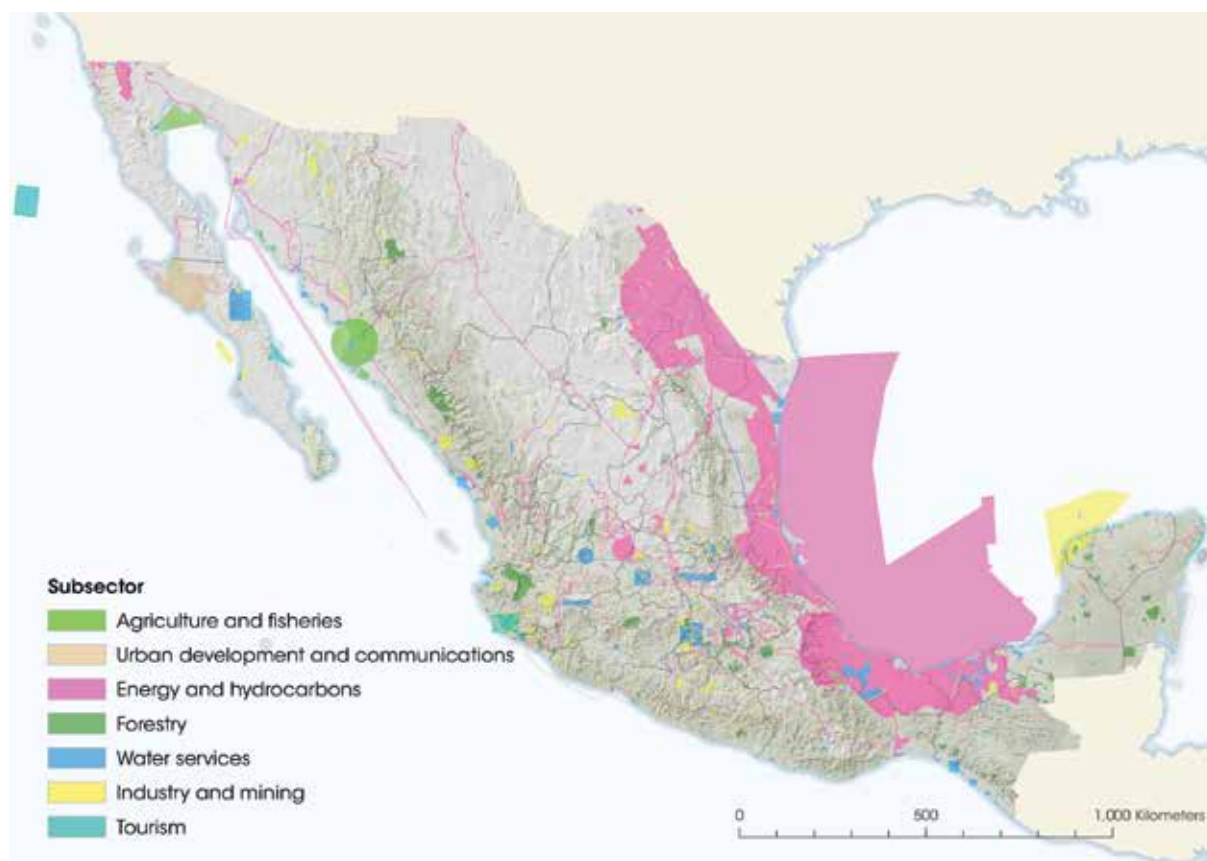 Subsector
Agriculture and fisheries
Urban development and communications
Energy and hydrocarbons
Forestry
Water services
Industry and mining
Tourism
0 500 1,000 Kilometers